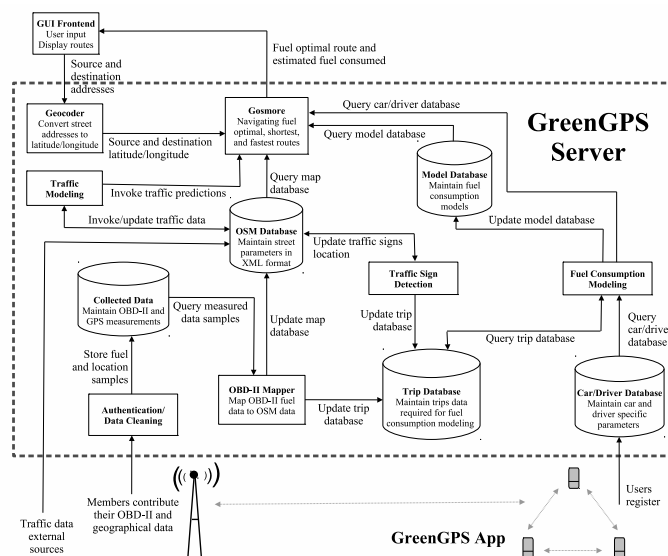 GUI Frontend
User input
Display routes
Source and
destination
addresses
Fuel optimal route and
estimated fuel consumed
Geocoder
Convert street
addresses to
latitude/longitude
Source and destination
latitude/longitude
Gosmore
Navigating fuel
optimal, shortest,
and fastest routes
Query car/driver database
Query model database
GreenGPS
Server
Traffic
Modeling
Invoke traffic predictions
Query map
database
Model Database
Maintain fuel
consumption
models
Invoke/update traffic data
OSM Database
Maintain street
parameters in
XML format
Update traffic signs
location
Update model database
Traffic Sign
Detection
Fuel Consumption
Modeling
Collected Data
Maintain OBD-II and
GPS measurements
Query measured
data samples
Update map
database
Update trip
database
Query trip database
Query
car/driver
database
Store fuel
and location
samples
Authentication/
Data Cleaning
OBD-II Mapper
Map OBD-II fuel
data to OSM data
Update trip
database
Trip Database
Maintain trips data
required for fuel
consumption modeling
Car/Driver Database
Maintain car and
driver specific
parameters
Traffic data
external
sources
Members contribute
their OBD-II and
geographical data
Users
register
GreenGPS App